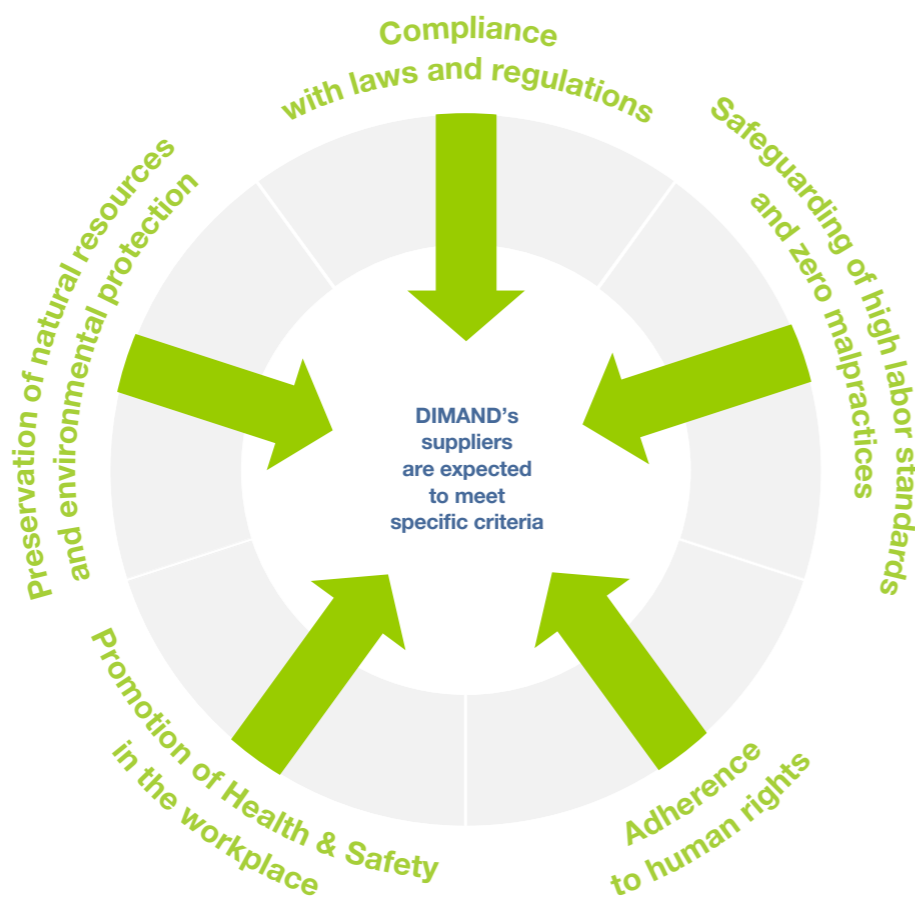 Compliance
with laws and regulations
Safeguarding of high labor standards
and zero malpractices
Adherence
to human rights
Promotion of Health & Safety
in the workplace
Preservation of natural resources
and environmental protection
DIMAND's
suppliers
are expected
to meet
specific criteria